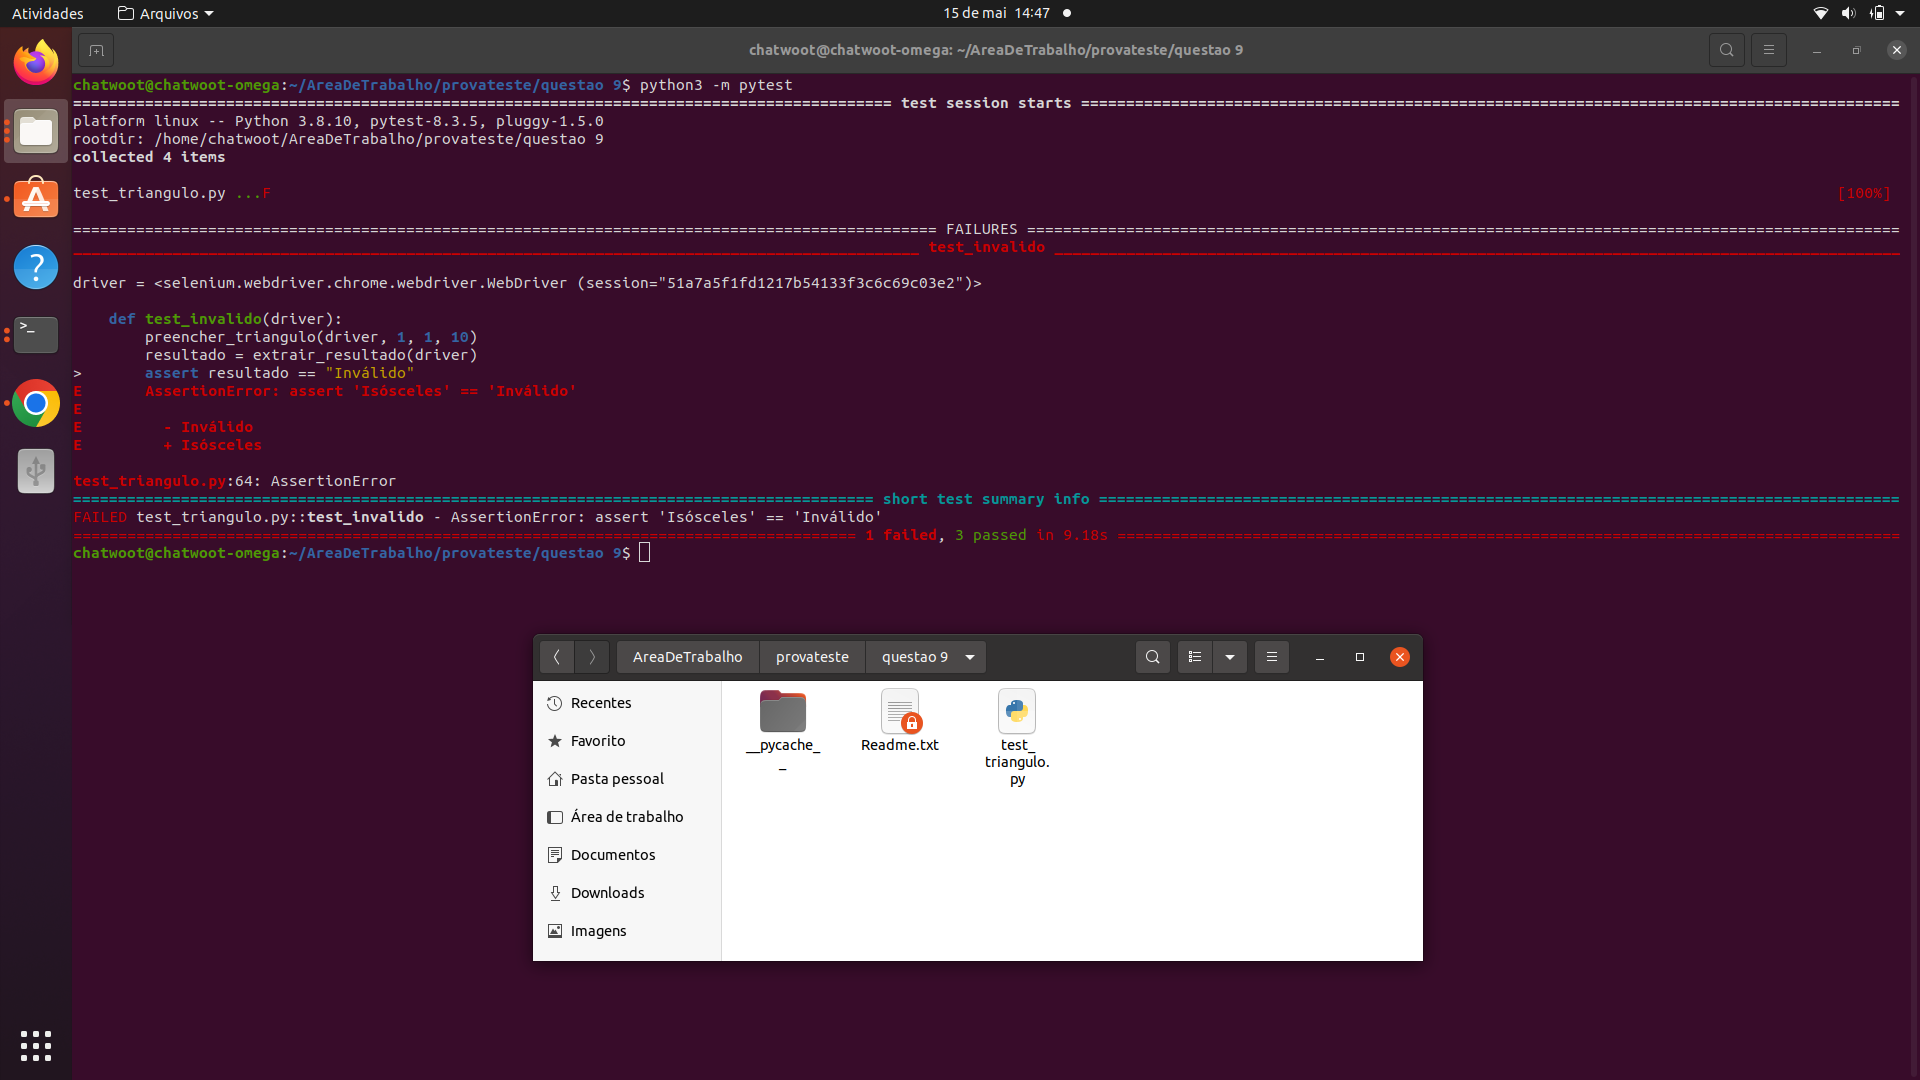 Atividades
Arquivos
15 de mai 14:47
chatwoot@chatwoot-omega: ~/AreaDeTrabalho/provateste/questao 9
chatwoot@chatwoot-omega:~/AreaDeTrabalho/provateste/questao 9$ python3 -m pytest
test session starts
platform linux -- Python 3.8.10, pytest-8.3.5, pluggy-1.5.0
rootdir: /home/chatwoot/AreaDeTrabalho/provateste/questao 9
collected 4 items
test_triangulo.py ...F [100%]
FAILURES
test_invalido
driver = <selenium.webdriver.chrome.webdriver.WebDriver (session="51a7a5f1fd1217b54133f3c6c69c03e2")>
def test_invalido(driver):
preencher_triangulo(driver, 1, 1, 10)
resultado = extrair_resultado(driver)
> assert resultado == "Inválido"
E AssertionError: assert 'Isósceles' == 'Inválido'
E
E - Inválido
E + Isósceles
test_triangulo.py:64: AssertionError
short test summary info
FAILED test_triangulo.py::test_invalido - AssertionError: assert 'Isósceles' == 'Inválido'
1 failed, 3 passed in 9.18s
chatwoot@chatwoot-omega:~/AreaDeTrabalho/provateste/questao 9$
AreaDeTrabalho
provateste
questao 9
Recentes
Favorito
Pasta pessoal
Área de trabalho
Documentos
Downloads
Imagens
__pycache_
_
Readme.txt
test_
triangulo.
py